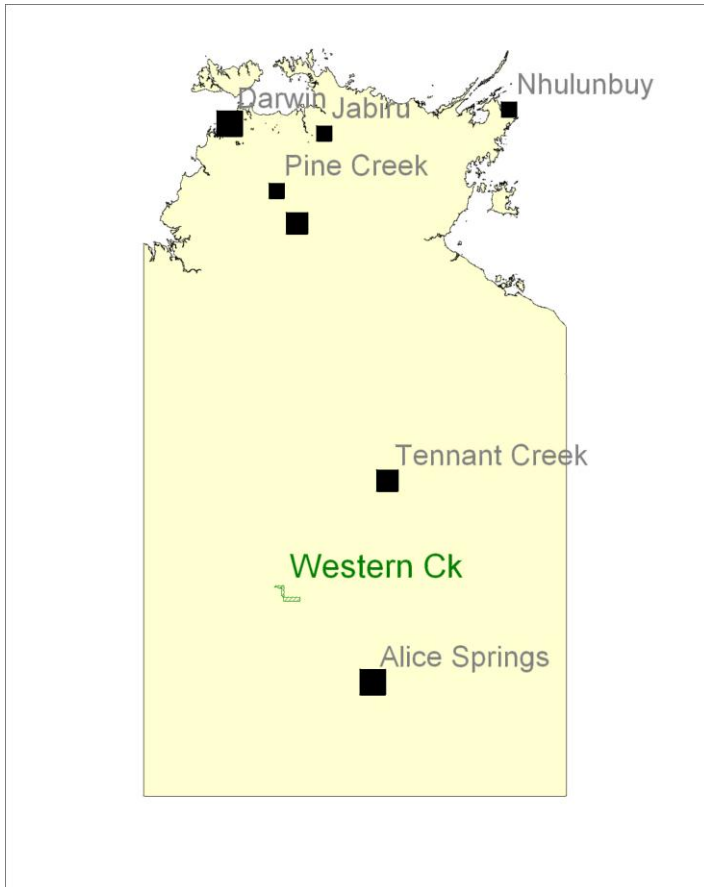 Nhulunbuy
Darwin
Jabiru
Pine Creek
Tennant Creek
Western Ck
Alice Springs